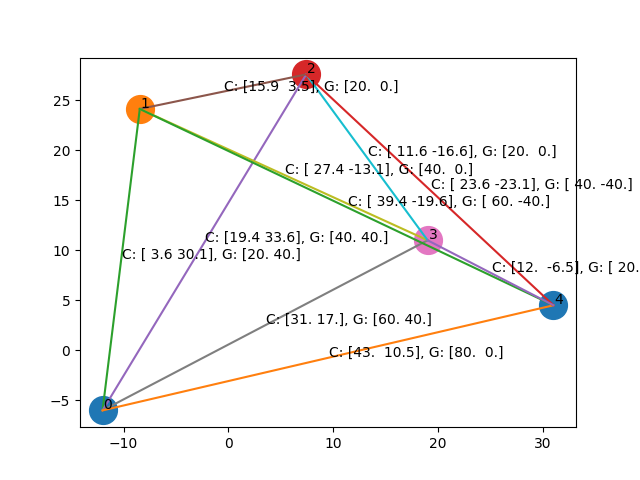 2
C: [15.9  3.5], G: [20.  0.]
1
25
C: [ 11.6 -16.6], G: [20.  0.]
20
C: [ 27.4 -13.1], G: [40.  0.]
C: [ 23.6 -23.1], G: [ 40. -40.]
15
C: [ 39.4 -19.6], G: [ 60. -40.]
3
C: [19.4 33.6], G: [40. 40.]
10
C: [ 3.6 30.1], G: [20. 40.]
C: [12.  -6.5], G: [ 20.
5
4
C: [31. 17.], G: [60. 40.]
0
C: [43.  10.5], G: [80.  0.]
−5
0
−10
0
10
20
30